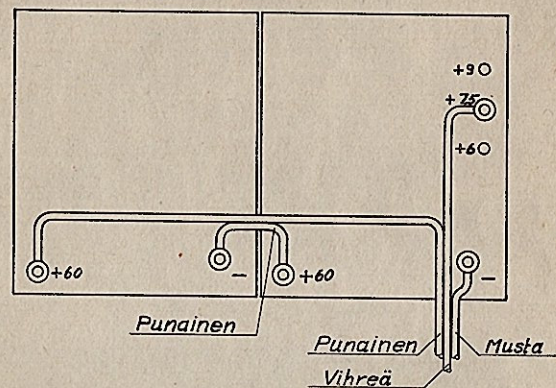 +9
+7,5
+6
+60
−
+60
−
Punainen
Punainen
Musta
Vihreä